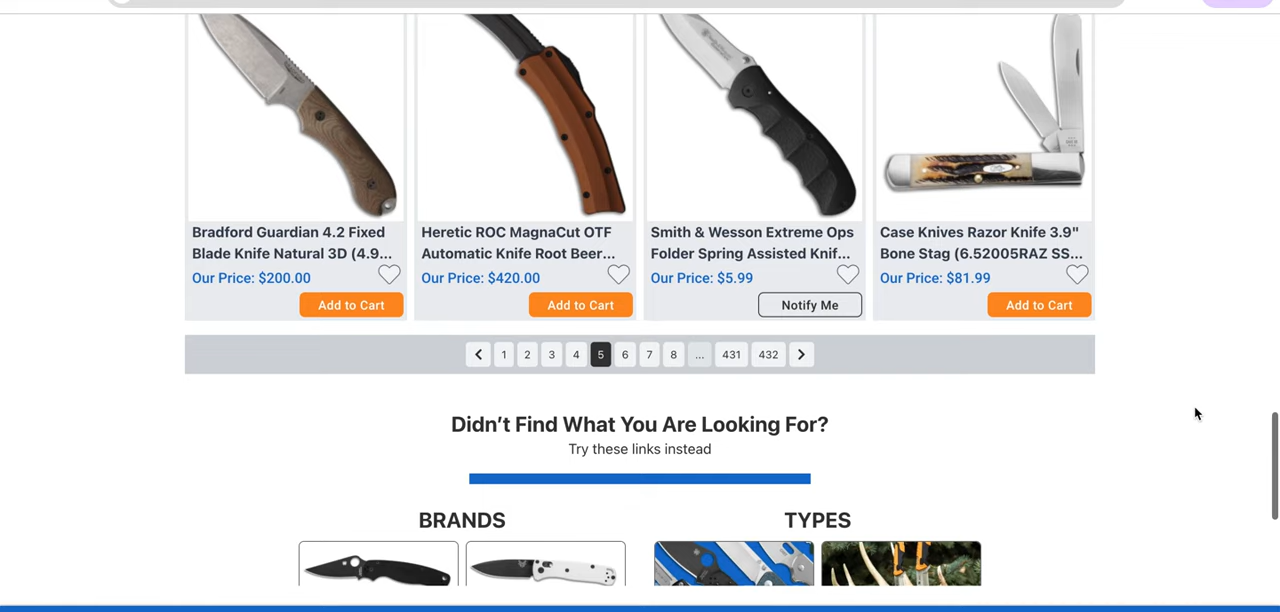 Bradford Guardian 4.2 Fixed
Blade Knife Natural 3D (4.9...
Our Price: $200.00
Add to Cart
Heretic ROC MagnaCut OTF
Automatic Knife Root Beer...
Our Price: $420.00
Add to Cart
Smith & Wesson Extreme Ops
Folder Spring Assisted Knif...
Our Price: $5.99
Notify Me
Case Knives Razor Knife 3.9"
Bone Stag (6.52005RAZ SS...
Our Price: $81.99
Add to Cart
1 2 3 4 5 6 7 8 ... 431 432
Didn't Find What You Are Looking For?
Try these links instead
BRANDS
TYPES